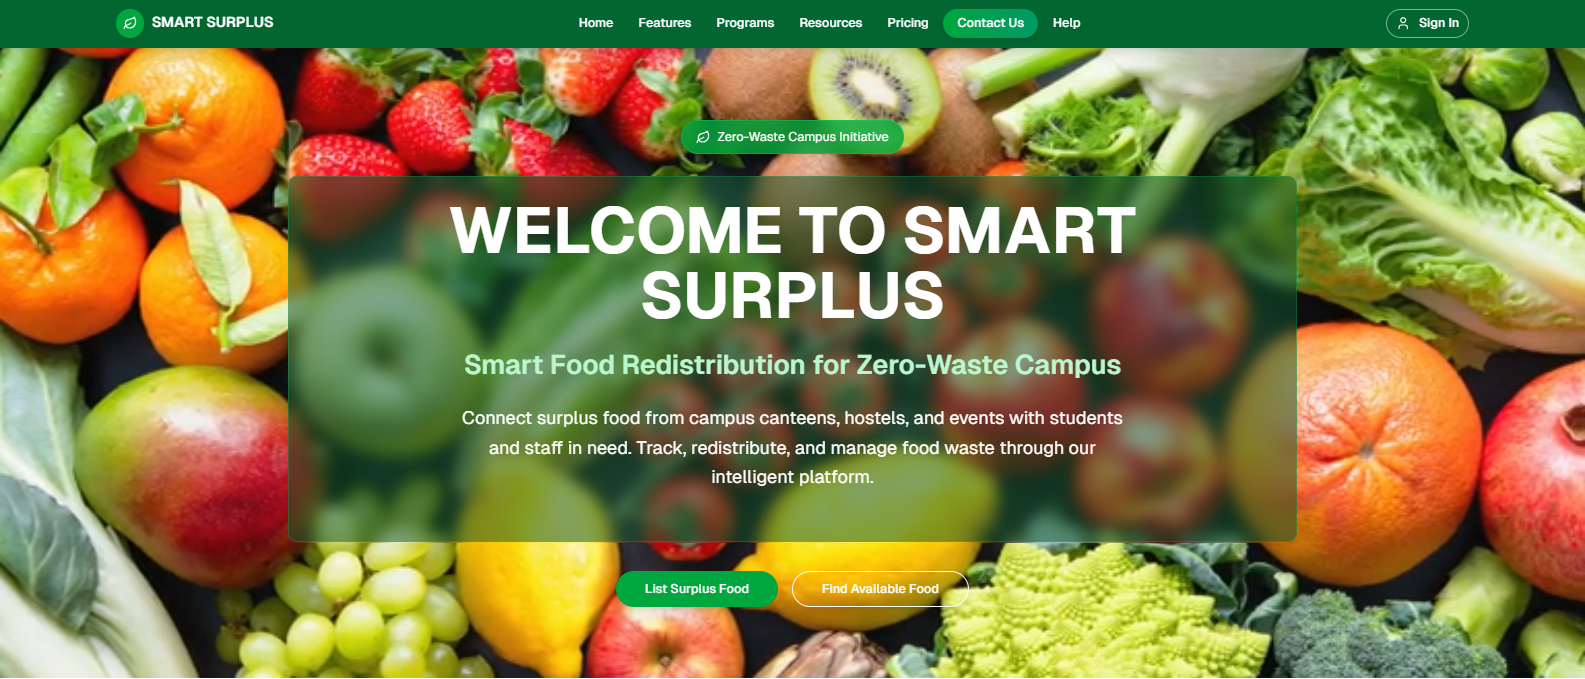 SMART SURPLUS
Home Features Programs Resources Pricing Contact Us Help
Sign In
Zero-Waste Campus Initiative
WELCOME TO SMART
SURPLUS
Smart Food Redistribution for Zero-Waste Campus
Connect surplus food from campus canteens, hostels, and events with students
and staff in need. Track, redistribute, and manage food waste through our
intelligent platform.
List Surplus Food
Find Available Food